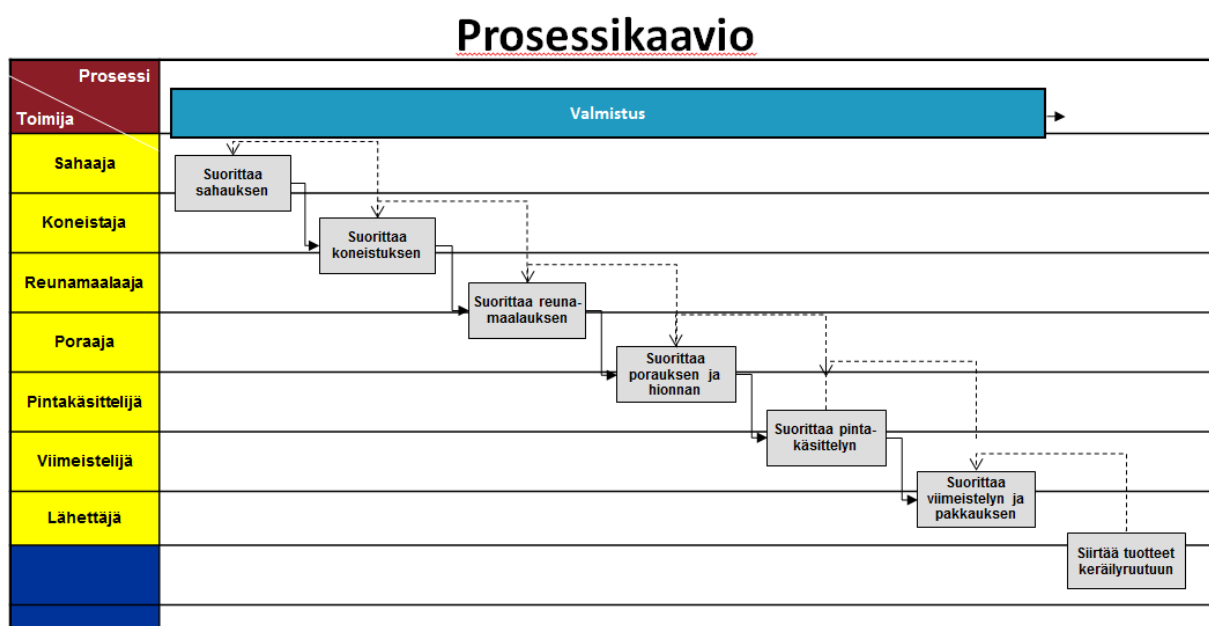 Prosessikaavio
Prosessi
Toimija
Valmistus
Sahaaja
Suorittaa
sahauksen
Koneistaja
Suorittaa
koneistuksen
Reunamaalaaja
Suorittaa reuna-
maalauksen
Poraaja
Suorittaa
porauksen ja
hionnan
Pintakäsittelijä
Suorittaa pinta-
käsittelyn
Viimeistelijä
Suorittaa
viimeistelyn ja
pakkauksen
Lähettäjä
Siirtää tuotteet
keräilyruutuun